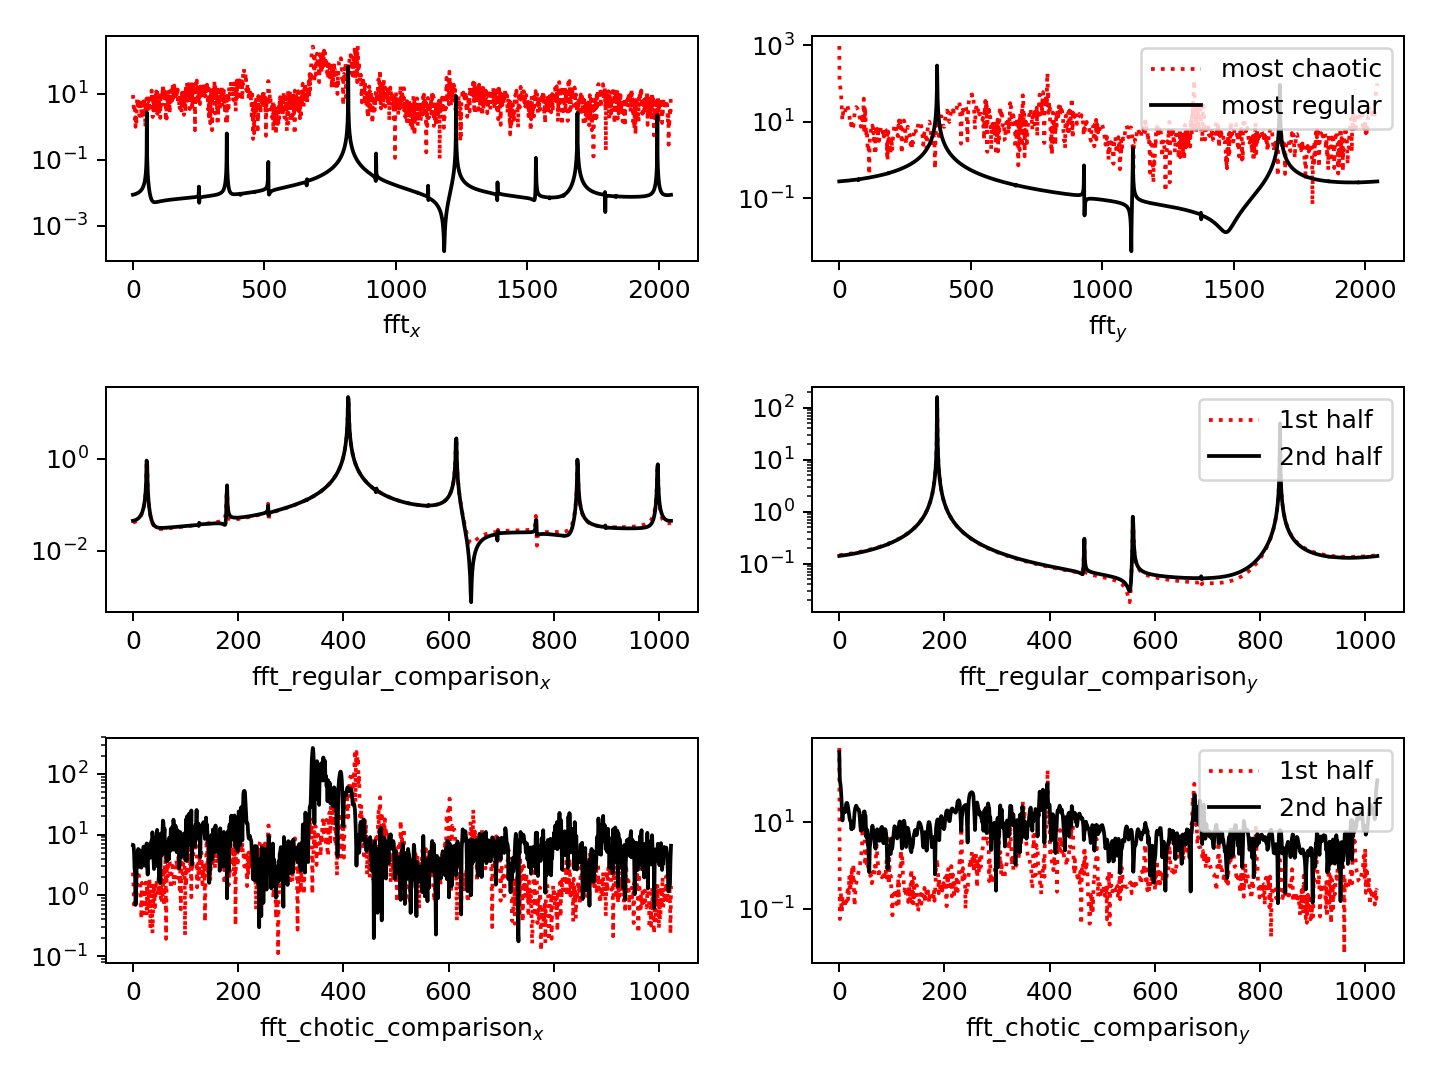 10^1
10^-1
10^-3
0 500 1000 1500 2000
fft_x
10^3
10^1
10^-1
most chaotic
most regular
0 500 1000 1500 2000
fft_y
10^0
10^-2
0 200 400 600 800 1000
fft_regular_comparison_x
10^2
10^1
10^0
10^-1
1st half
2nd half
0 200 400 600 800 1000
fft_regular_comparison_y
10^2
10^1
10^0
10^-1
0 200 400 600 800 1000
fft_chotic_comparison_x
10^1
10^-1
1st half
2nd half
0 200 400 600 800 1000
fft_chotic_comparison_y